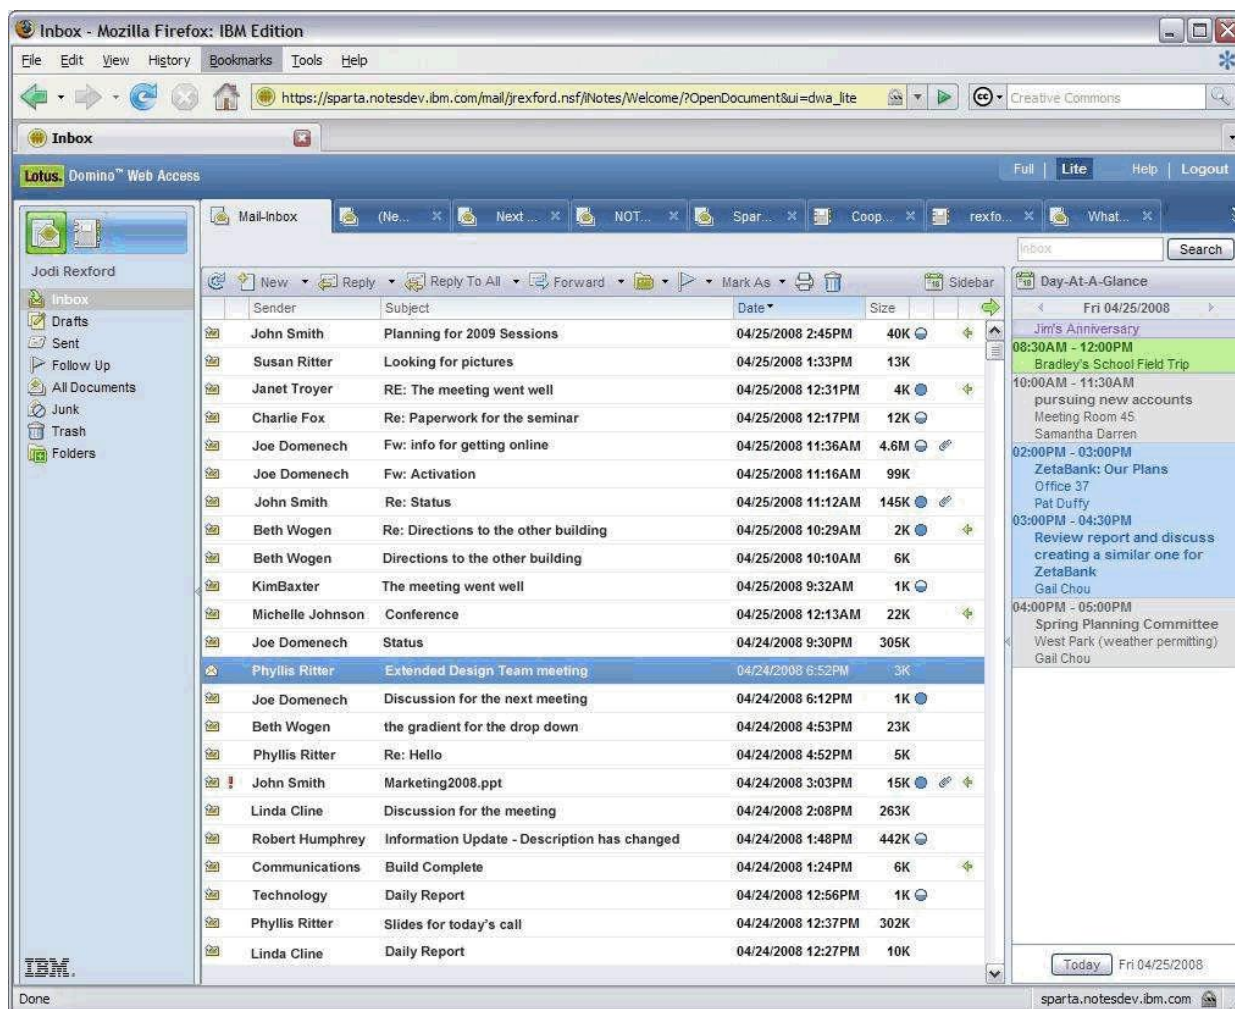 Inbox - Mozilla Firefox: IBM Edition
File Edit View History Bookmarks Tools Help
https://sparta.notesdev.ibm.com/mail/jrexford.nsf/iNotes/Welcome/?OpenDocument&ui=dwa_lite
cc Creative Commons
Inbox
Lotus. Domino™ Web Access
Full | Lite Help | Logout
Mail-Inbox (Ne... Next ... NOT... Spar... Coop... rexfo... What...
Inbox Search
Jodi Rexford
Inbox
Drafts
Sent
Follow Up
All Documents
Junk
Trash
Folders
IBM.
New Reply Reply To All Forward Mark As 18 Sidebar
Sender Subject Date Size
John Smith Planning for 2009 Sessions 04/25/2008 2:45PM 40K
Susan Ritter Looking for pictures 04/25/2008 1:33PM 13K
Janet Troyer RE: The meeting went well 04/25/2008 12:31PM 4K
Charlie Fox Re: Paperwork for the seminar 04/25/2008 12:17PM 12K
Joe Domenech Fw: info for getting online 04/25/2008 11:36AM 4.6M
Joe Domenech Fw: Activation 04/25/2008 11:16AM 99K
John Smith Re: Status 04/25/2008 11:12AM 145K
Beth Wogen Re: Directions to the other building 04/25/2008 10:29AM 2K
Beth Wogen Directions to the other building 04/25/2008 10:10AM 6K
KimBaxter The meeting went well 04/25/2008 9:32AM 1K
Michelle Johnson Conference 04/25/2008 12:13AM 22K
Joe Domenech Status 04/24/2008 9:30PM 305K
Phyllis Ritter Extended Design Team meeting 04/24/2008 6:52PM 3K
Joe Domenech Discussion for the next meeting 04/24/2008 6:12PM 1K
Beth Wogen the gradient for the drop down 04/24/2008 4:53PM 23K
Phyllis Ritter Re: Hello 04/24/2008 4:52PM 5K
! John Smith Marketing2008.ppt 04/24/2008 3:03PM 15K
Linda Cline Discussion for the meeting 04/24/2008 2:08PM 263K
Robert Humphrey Information Update - Description has changed 04/24/2008 1:48PM 442K
Communications Build Complete 04/24/2008 1:24PM 6K
Technology Daily Report 04/24/2008 12:56PM 1K
Phyllis Ritter Slides for today's call 04/24/2008 12:37PM 302K
Linda Cline Daily Report 04/24/2008 12:27PM 10K
18 Day-At-A-Glance
Fri 04/25/2008
Jim's Anniversary
08:30AM - 12:00PM
Bradley's School Field Trip
10:00AM - 11:30AM
pursuing new accounts
Meeting Room 45
Samantha Darren
02:00PM - 03:00PM
ZetaBank: Our Plans
Office 37
Pat Duffy
03:00PM - 04:30PM
Review report and discuss
creating a similar one for
ZetaBank
Gail Chou
04:00PM - 05:00PM
Spring Planning Committee
West Park (weather permitting)
Gail Chou
Today Fri 04/25/2008
Done sparta.notesdev.ibm.com